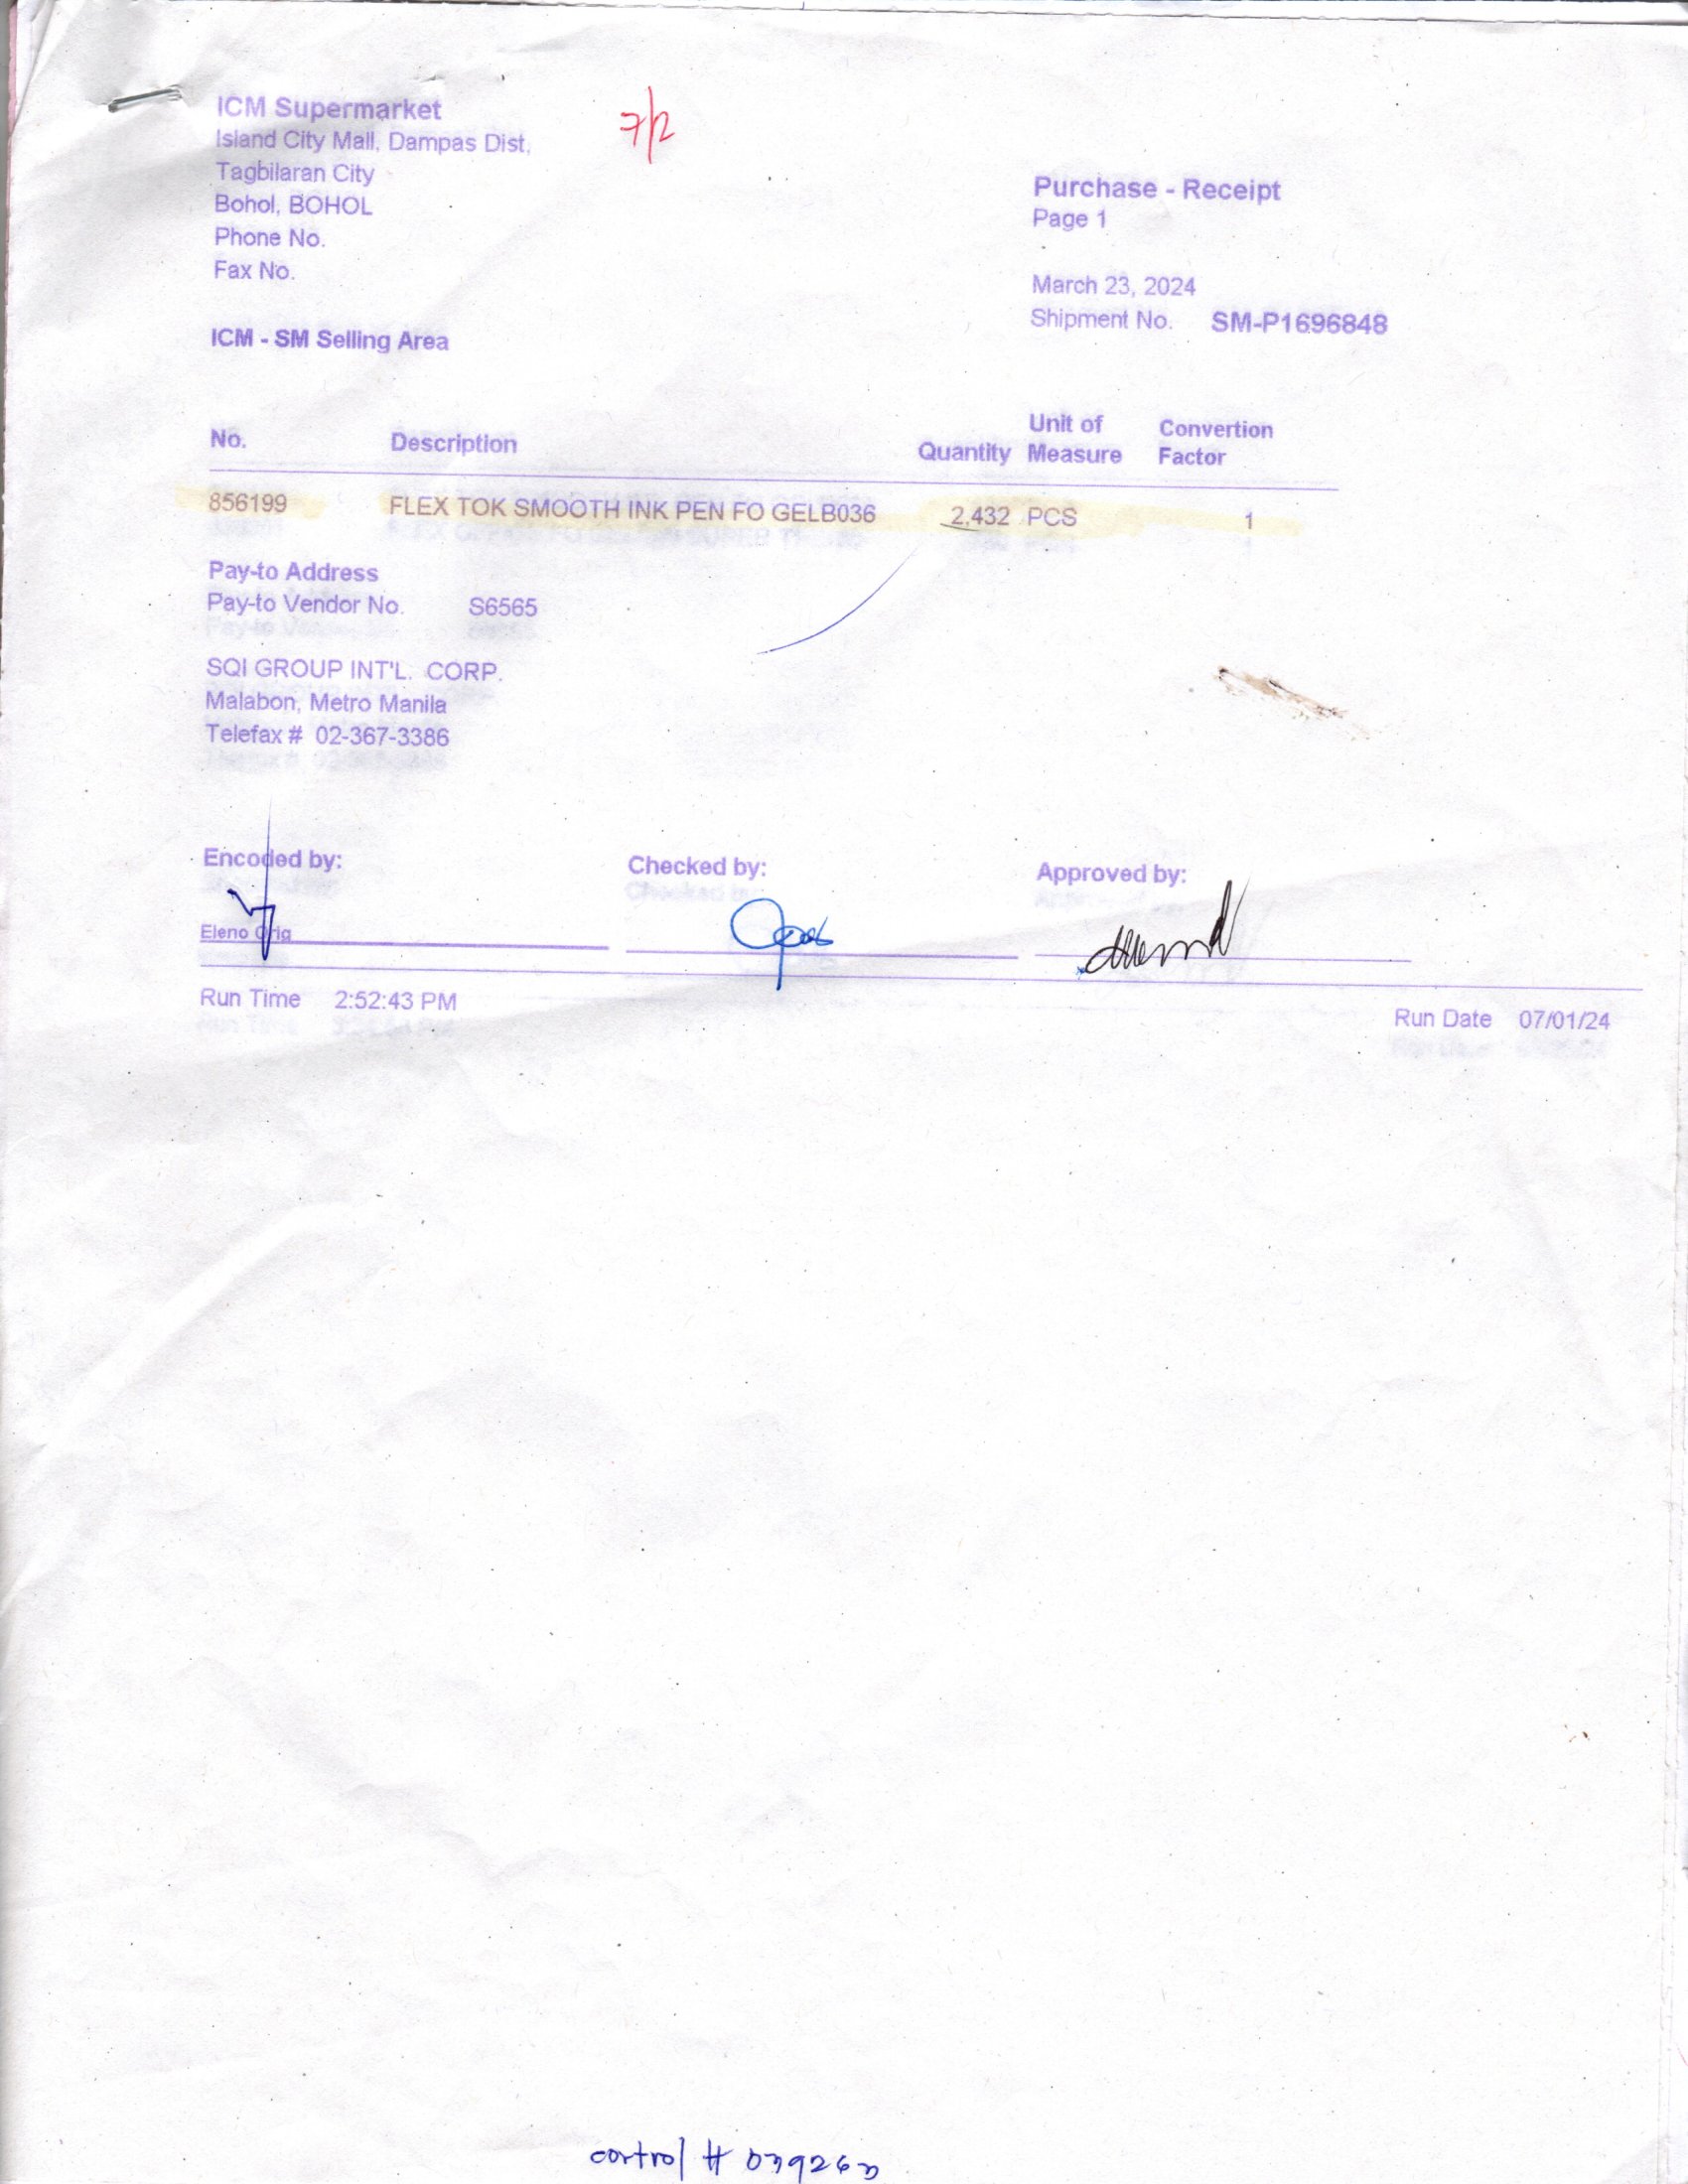 ICM Supermarket
Island City Mall, Dampas Dist,
Tagbilaran City
Bohol, BOHOL
Phone No.
Fax No.
7/2
Purchase - Receipt
Page 1
March 23, 2024
Shipment No. SM-P1696848
ICM - SM Selling Area
No. Description Quantity Unit of Measure Convertion Factor
856199 FLEX TOK SMOOTH INK PEN FO GELB036 2,432 PCS 1
Pay-to Address
Pay-to Vendor No. S6565
SQI GROUP INT'L. CORP.
Malabon, Metro Manila
Telefax # 02-367-3386
Encoded by: Checked by: Approved by:
Eleno Orig
Run Time 2:52:43 PM
Run Date 07/01/24
control #